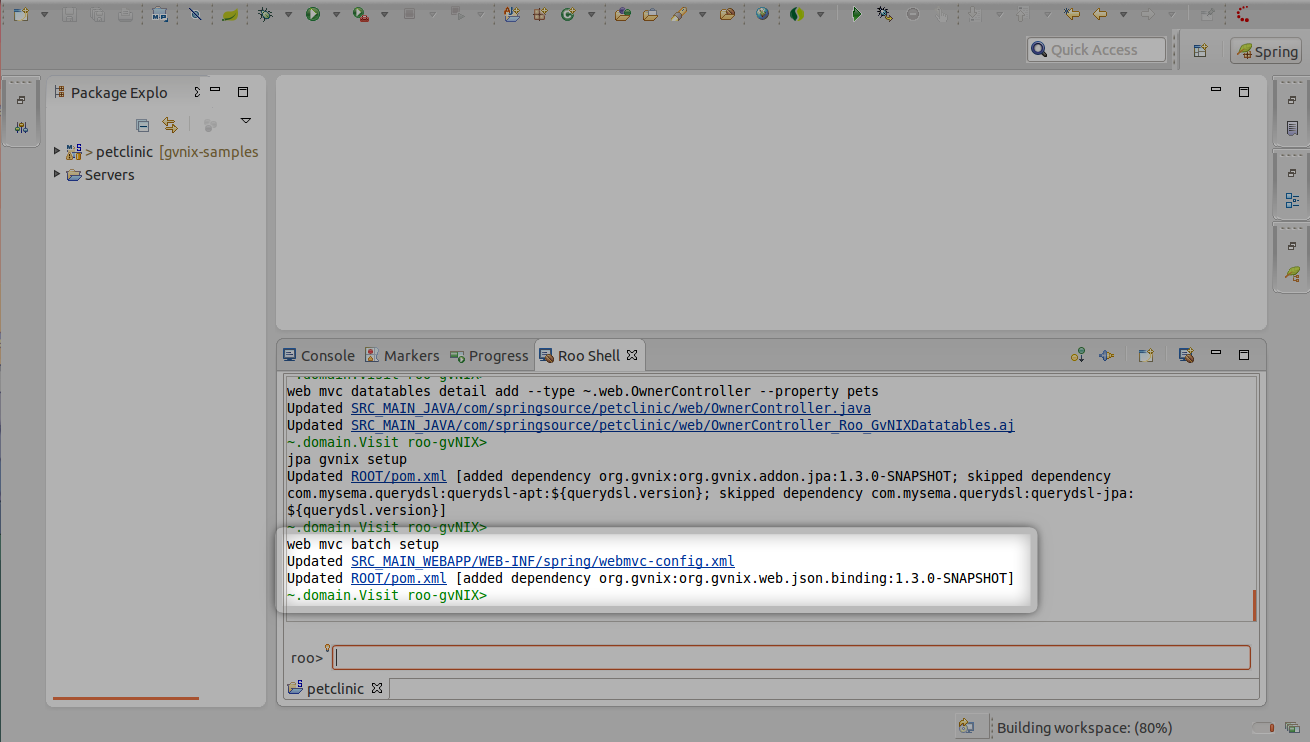 Quick Access
Spring
Package Explo
> petclinic [gvnix-samples
Servers
Console
Markers
Progress
Roo Shell
~.domain.Visit roo-gvNIX>
web mvc datatables detail add --type ~.web.OwnerController --property pets
Updated SRC_MAIN_JAVA/com/springsource/petclinic/web/OwnerController.java
Updated SRC_MAIN_JAVA/com/springsource/petclinic/web/OwnerController_Roo_GvNIXDatatables.aj
~.domain.Visit roo-gvNIX>
jpa gvnix setup
Updated ROOT/pom.xml [added dependency org.gvnix:org.gvnix.addon.jpa:1.3.0-SNAPSHOT; skipped dependency
com.mysema.querydsl:querydsl-apt:${querydsl.version}; skipped dependency com.mysema.querydsl:querydsl-jpa:
${querydsl.version}]
~.domain.Visit roo-gvNIX>
web mvc batch setup
Updated SRC_MAIN_WEBAPP/WEB-INF/spring/webmvc-config.xml
Updated ROOT/pom.xml [added dependency org.gvnix:org.gvnix.web.json.binding:1.3.0-SNAPSHOT]
~.domain.Visit roo-gvNIX>
roo>
petclinic
Building workspace: (80%)